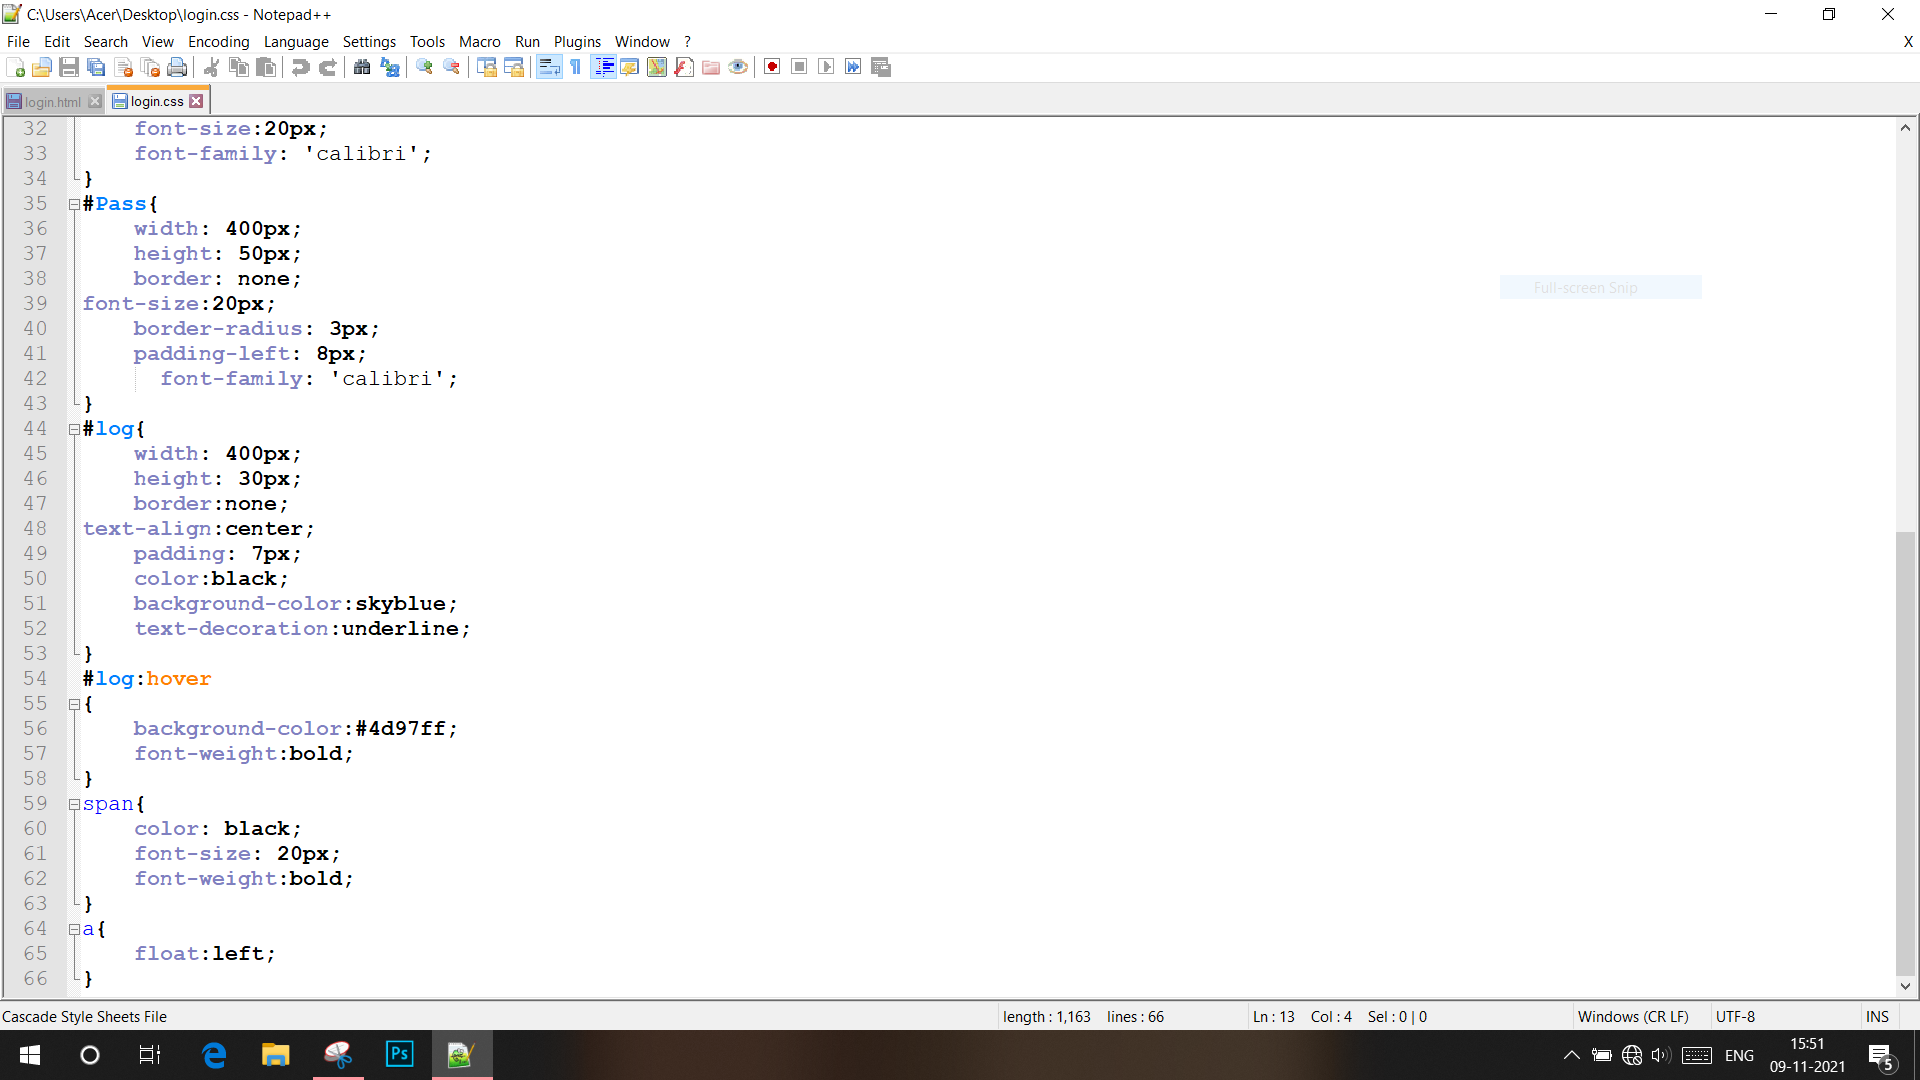 C:\Users\Acer\Desktop\login.css - Notepad++
File Edit Search View Encoding Language Settings Tools Macro Run Plugins Window ? X
login.html login.css
32 font-size:20px;
33 font-family: 'calibri';
34 }
35 #Pass{
36 width: 400px;
37 height: 50px;
38 border: none;
39 font-size:20px;
40 border-radius: 3px;
41 padding-left: 8px;
42 font-family: 'calibri';
43 }
44 #log{
45 width: 400px;
46 height: 30px;
47 border:none;
48 text-align:center;
49 padding: 7px;
50 color:black;
51 background-color:skyblue;
52 text-decoration:underline;
53 }
54 #log:hover
55 {
56 background-color:#4d97ff;
57 font-weight:bold;
58 }
59 span{
60 color: black;
61 font-size: 20px;
62 font-weight:bold;
63 }
64 a{
65 float:left;
66 }
Full-screen Snip
Cascade Style Sheets File length : 1,163 lines : 66 Ln : 13 Col : 4 Sel : 0 | 0 Windows (CR LF) UTF-8 INS
Ps ENG 15:51
09-11-2021 5